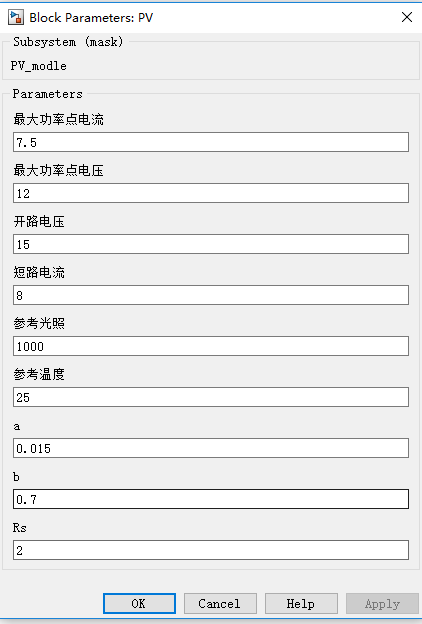 Block Parameters: PV
Subsystem (mask)
PV_modle
Parameters
最大功率点电流
7.5
最大功率点电压
12
开路电压
15
短路电流
8
参考光照
1000
参考温度
25
a
0.015
b
0.7
Rs
2
OK Cancel Help Apply